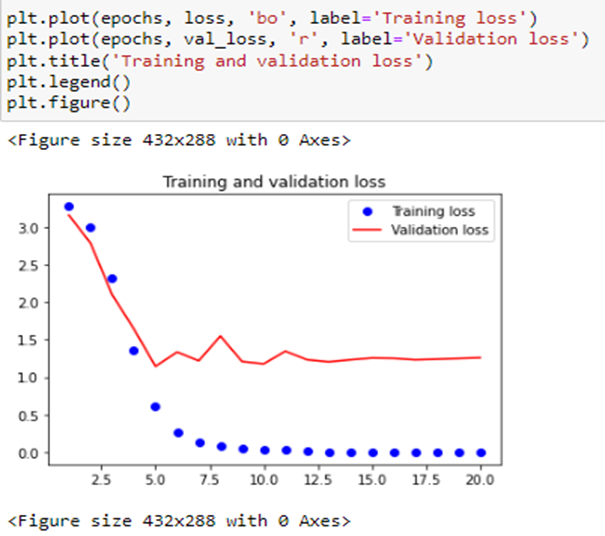 plt.plot(epochs, loss, 'bo', label='Training loss')
plt.plot(epochs, val_loss, 'r', label='Validation loss')
plt.title('Training and validation loss')
plt.legend()
plt.figure()
<Figure size 432x288 with 0 Axes>
Training and validation loss
Training loss
Validation loss
3.0
2.5
2.0
1.5
1.0
0.5
0.0
2.5 5.0 7.5 10.0 12.5 15.0 17.5 20.0
<Figure size 432x288 with 0 Axes>